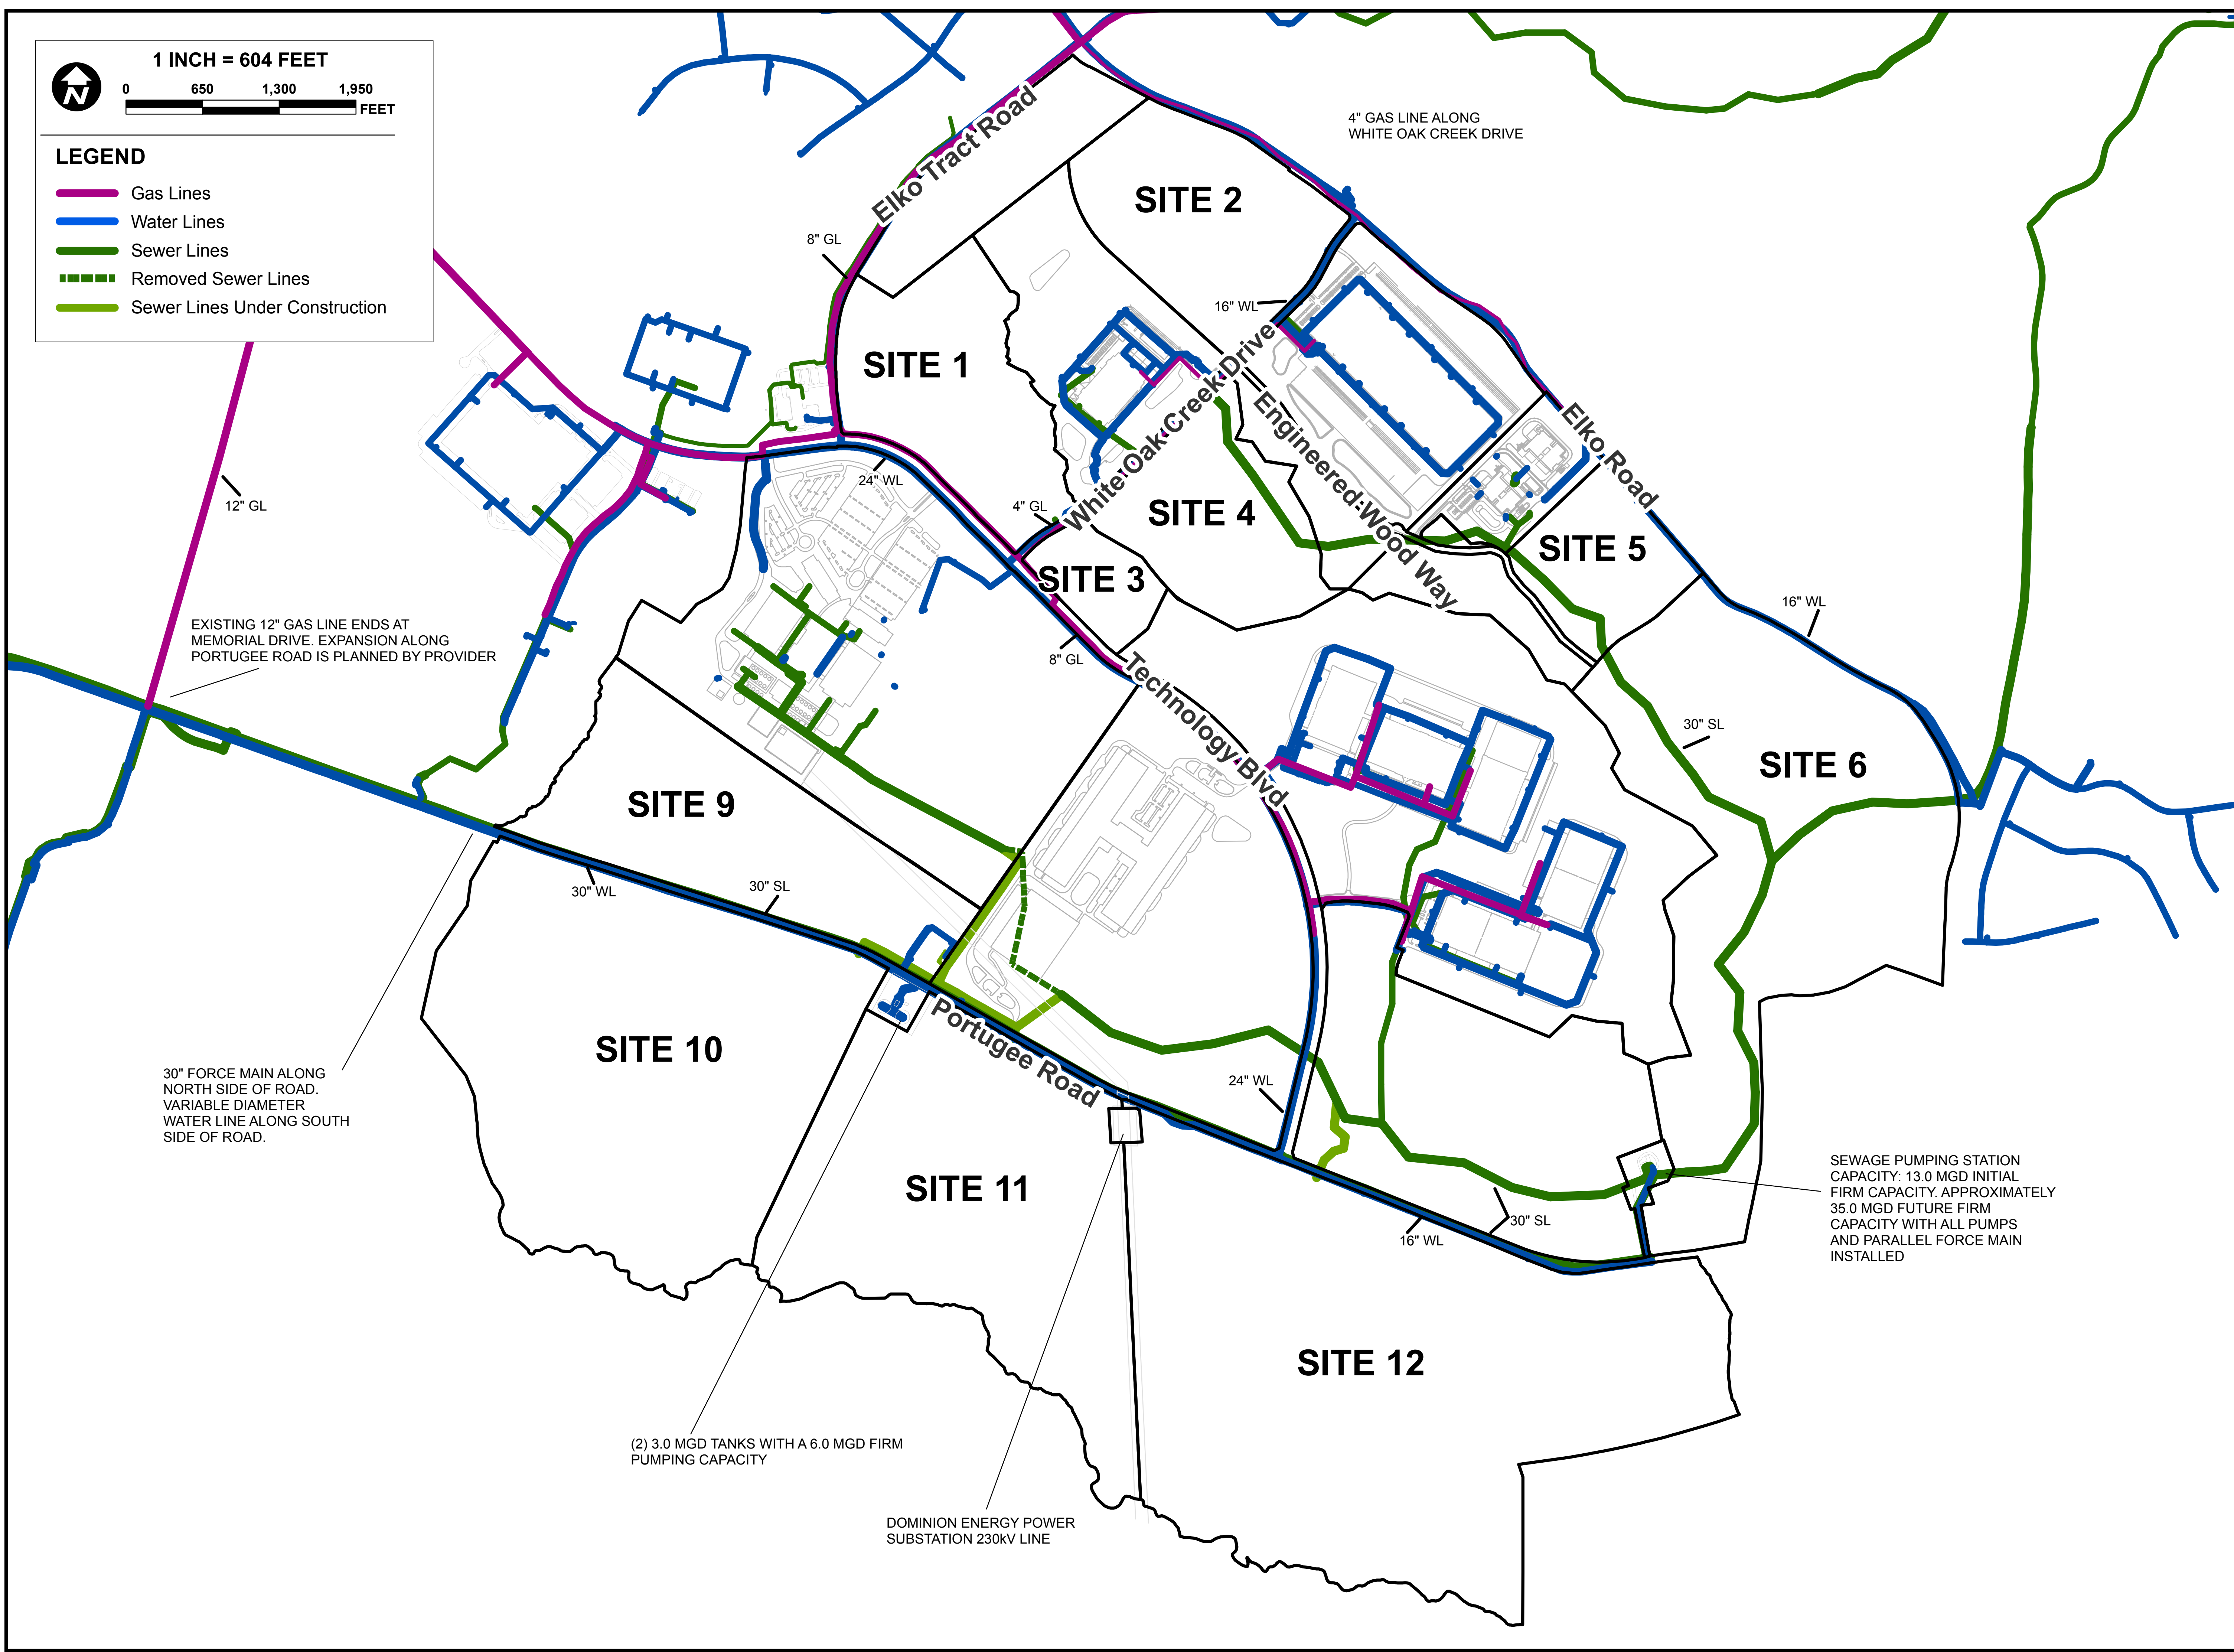 1 INCH = 604 FEET
N
0 650 1,300 1,950
FEET
LEGEND
Gas Lines
Water Lines
Sewer Lines
Removed Sewer Lines
Sewer Lines Under Construction
4" GAS LINE ALONG
WHITE OAK CREEK DRIVE
Elko Tract Road
SITE 2
8" GL
16" WL
SITE 1
White Oak Creek Drive
Engineered Wood Way
Elko Road
24" WL
12" GL
4" GL
SITE 4
SITE 5
SITE 3
16" WL
EXISTING 12" GAS LINE ENDS AT
MEMORIAL DRIVE. EXPANSION ALONG
PORTUGEE ROAD IS PLANNED BY PROVIDER
8" GL
Technology Blvd
30" SL
SITE 6
SITE 9
30" WL
30" SL
Portugee Road
SITE 10
30" FORCE MAIN ALONG
NORTH SIDE OF ROAD.
VARIABLE DIAMETER
WATER LINE ALONG SOUTH
SIDE OF ROAD.
24" WL
SITE 11
SEWAGE PUMPING STATION
CAPACITY: 13.0 MGD INITIAL
FIRM CAPACITY. APPROXIMATELY
35.0 MGD FUTURE FIRM
CAPACITY WITH ALL PUMPS
AND PARALLEL FORCE MAIN
INSTALLED
30" SL
16" WL
SITE 12
(2) 3.0 MGD TANKS WITH A 6.0 MGD FIRM
PUMPING CAPACITY
DOMINION ENERGY POWER
SUBSTATION 230kV LINE